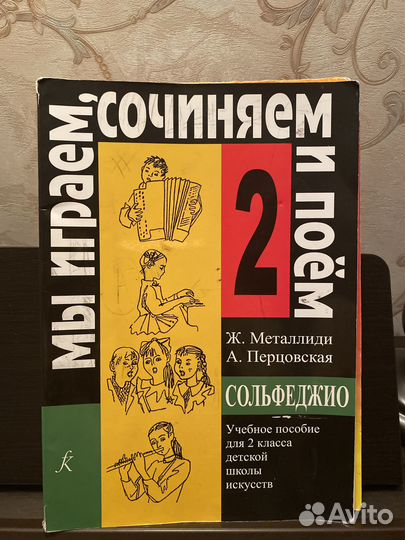 Мы играем,
сочиняем
и поём
2
Ж. Металлиди
А. Перцовская
СОЛЬФЕДЖИО
Учебное пособие
для 2 класса
детской
школы
искусств
К
Avito